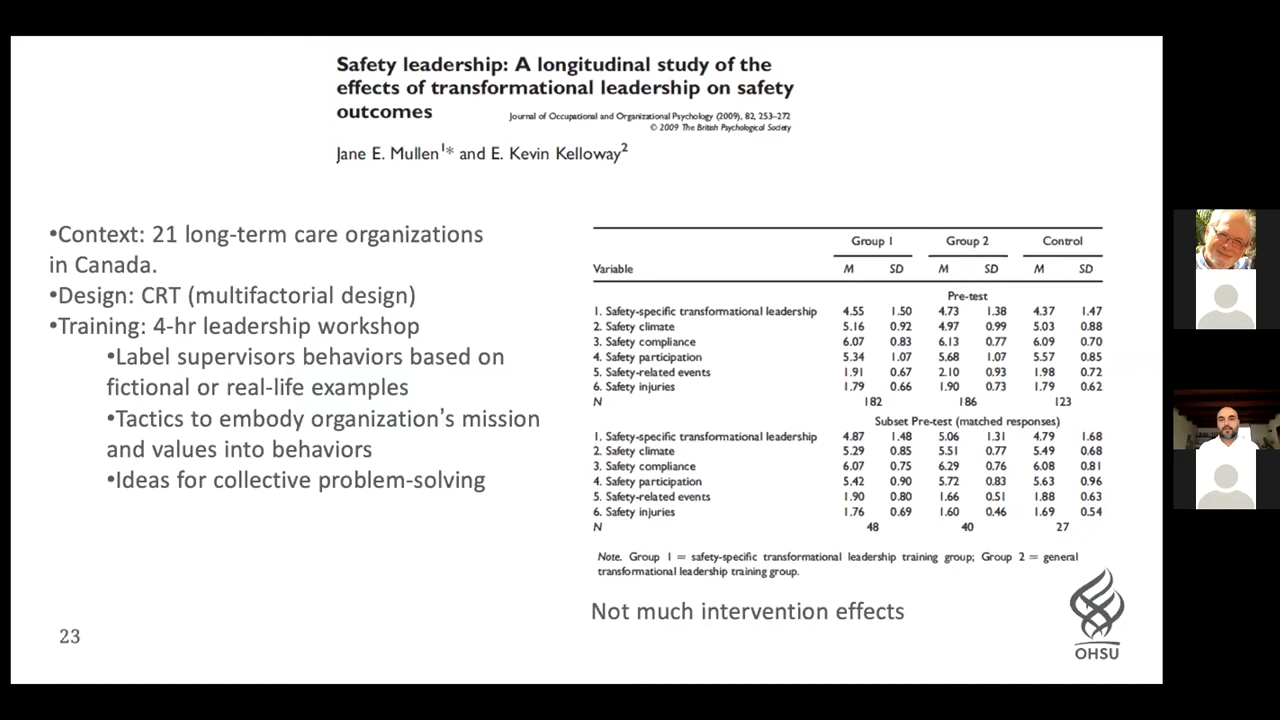 Safety leadership: A longitudinal study of the
effects of transformational leadership on safety
outcomes
Journal of Occupational and Organizational Psychology (2009), 82, 253–272
© 2009 The British Psychological Society
Jane E. Mullen1* and E. Kevin Kelloway2
•Context: 21 long-term care organizations
in Canada.
•Design: CRT (multifactorial design)
•Training: 4-hr leadership workshop
•Label supervisors behaviors based on
fictional or real-life examples
•Tactics to embody organization’s mission
and values into behaviors
•Ideas for collective problem-solving
Group 1 Group 2 Control
Variable M SD M SD M SD
Pre-test
1. Safety-specific transformational leadership 4.55 1.50 4.73 1.38 4.37 1.47
2. Safety climate 5.16 0.92 4.97 0.99 5.03 0.88
3. Safety compliance 6.07 0.83 6.13 0.77 6.09 0.70
4. Safety participation 5.34 1.07 5.68 1.07 5.57 0.85
5. Safety-related events 1.91 0.67 2.10 0.93 1.98 0.72
6. Safety injuries 1.79 0.66 1.90 0.73 1.79 0.62
N 182 186 123
Subset Pre-test (matched responses)
1. Safety-specific transformational leadership 4.87 1.48 5.06 1.31 4.79 1.68
2. Safety climate 5.29 0.85 5.51 0.77 5.49 0.68
3. Safety compliance 6.07 0.75 6.29 0.76 6.08 0.81
4. Safety participation 5.42 0.90 5.72 0.83 5.63 0.96
5. Safety-related events 1.90 0.80 1.66 0.51 1.88 0.63
6. Safety injuries 1.76 0.69 1.60 0.46 1.69 0.54
N 48 40 27
Note. Group 1 = safety-specific transformational leadership training group; Group 2 = general
transformational leadership training group.
Not much intervention effects
23
OHSU